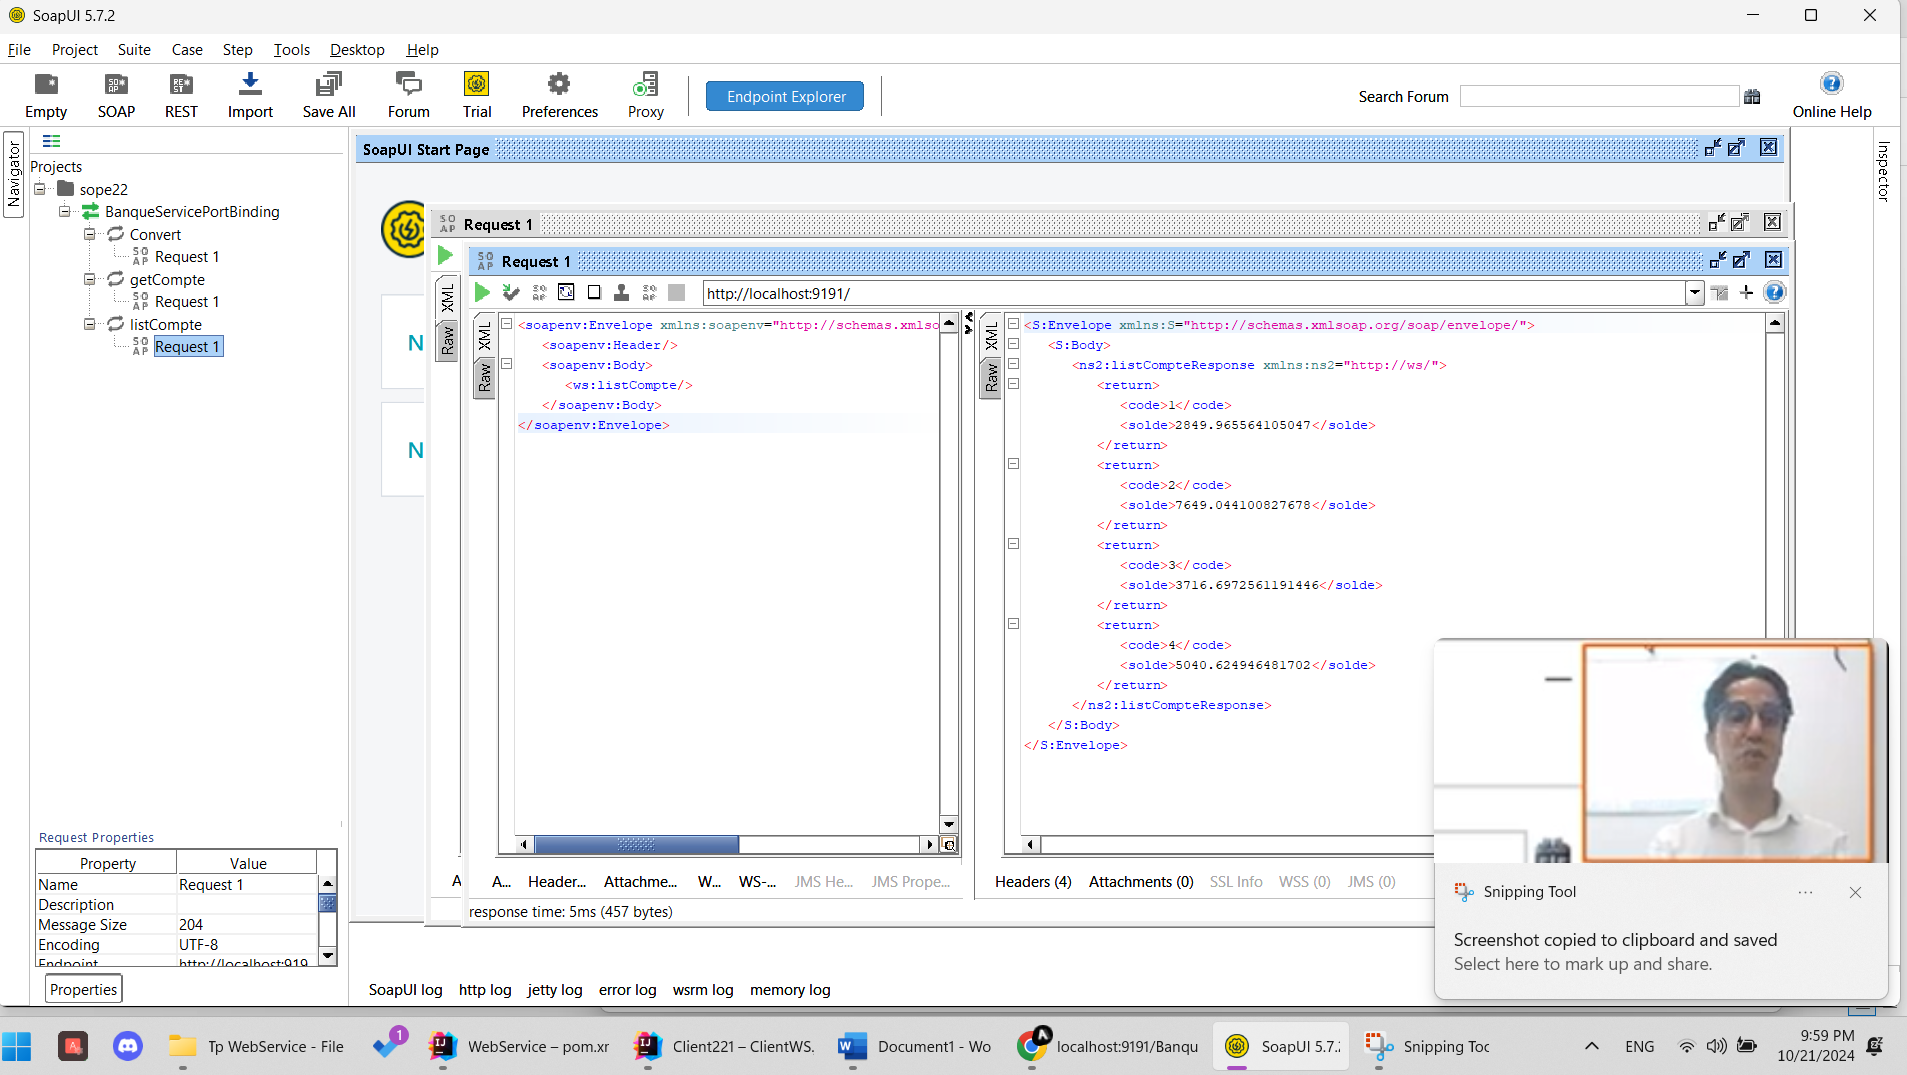 SoapUI 5.7.2
File Project Suite Case Step Tools Desktop Help
Empty SOAP REST Import Save All Forum Trial Preferences Proxy Endpoint Explorer Search Forum Online Help
Navigator
Projects
sope22
BanqueServicePortBinding
Convert
Request 1
getCompte
Request 1
listCompte
Request 1
Request Properties
Property Value
Name Request 1
Description
Message Size 204
Encoding UTF-8
Endpoint http://localhost:919
Properties
SoapUI Start Page
Inspector
N
N
Request 1
XML
Raw
A
Request 1
http://localhost:9191/
XML
Raw
<soapenv:Envelope xmlns:soapenv="http://schemas.xmlso
<soapenv:Header/>
<soapenv:Body>
<ws:listCompte/>
</soapenv:Body>
</soapenv:Envelope>
XML
Raw
<S:Envelope xmlns:S="http://schemas.xmlsoap.org/soap/envelope/">
<S:Body>
<ns2:listCompteResponse xmlns:ns2="http://ws/">
<return>
<code>1</code>
<solde>2849.965564105047</solde>
</return>
<return>
<code>2</code>
<solde>7649.044100827678</solde>
</return>
<return>
<code>3</code>
<solde>3716.6972561191446</solde>
</return>
<return>
<code>4</code>
<solde>5040.624946481702</solde>
</return>
</ns2:listCompteResponse>
</S:Body>
</S:Envelope>
A... Header... Attachme... W... WS-... JMS He... JMS Prope...
Headers (4) Attachments (0) SSL Info WSS (0) JMS (0)
response time: 5ms (457 bytes)
SoapUI log http log jetty log error log wsrm log memory log
Snipping Tool
Screenshot copied to clipboard and saved
Select here to mark up and share.
1
Tp WebService - File
WebService – pom.xr
Client221 – ClientWS.
Document1 - Wo
localhost:9191/Banqu
SoapUI 5.7.2
Snipping Toc
ENG
9:59 PM
10/21/2024